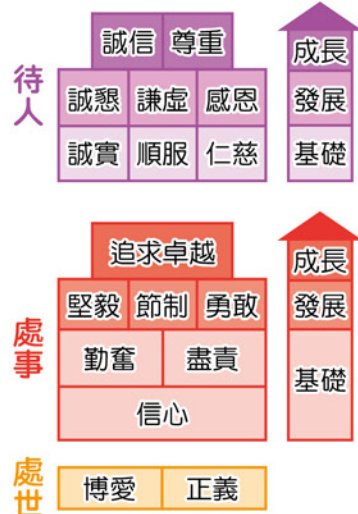 待人
誠信 尊重
誠懇 謙虛 感恩
誠實 順服 仁慈
成長
發展
基礎
處事
追求卓越
堅毅 節制 勇敢
勤奮 盡責
信心
成長
發展
基礎
處世
博愛 正義